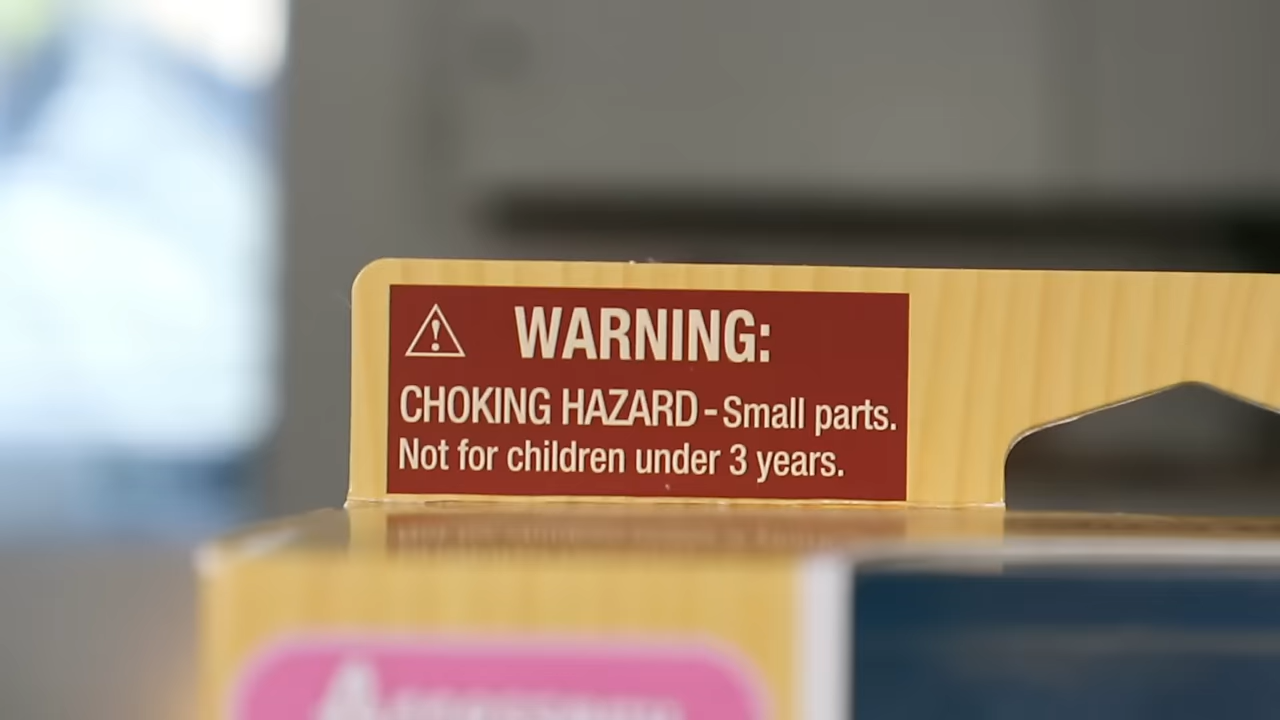 WARNING:
CHOKING HAZARD - Small parts.
Not for children under 3 years.